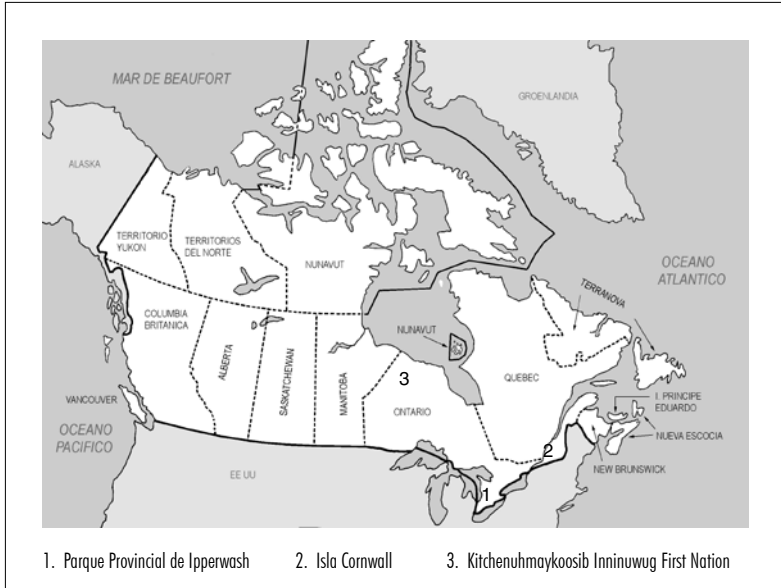 MAR DE BEAUFORT
GROENLANDIA
ALASKA
TERRITORIO
YUKON
TERRITORIOS
DEL NORTE
NUNAVUT
OCEANO
ATLANTICO
COLUMBIA
BRITANICA
ALBERTA
SASKATCHEWAN
MANITOBA
NUNAVUT
TERRANOVA
QUEBEC
3
ONTARIO
VANCOUVER
OCEANO
PACIFICO
I. PRINCIPE
EDUARDO
NUEVA ESCOCIA
2
NEW BRUNSWICK
EE UU
1
1. Parque Provincial de Ipperwash 2. Isla Cornwall 3. Kitchenuhmaykoosib Inninuwug First Nation